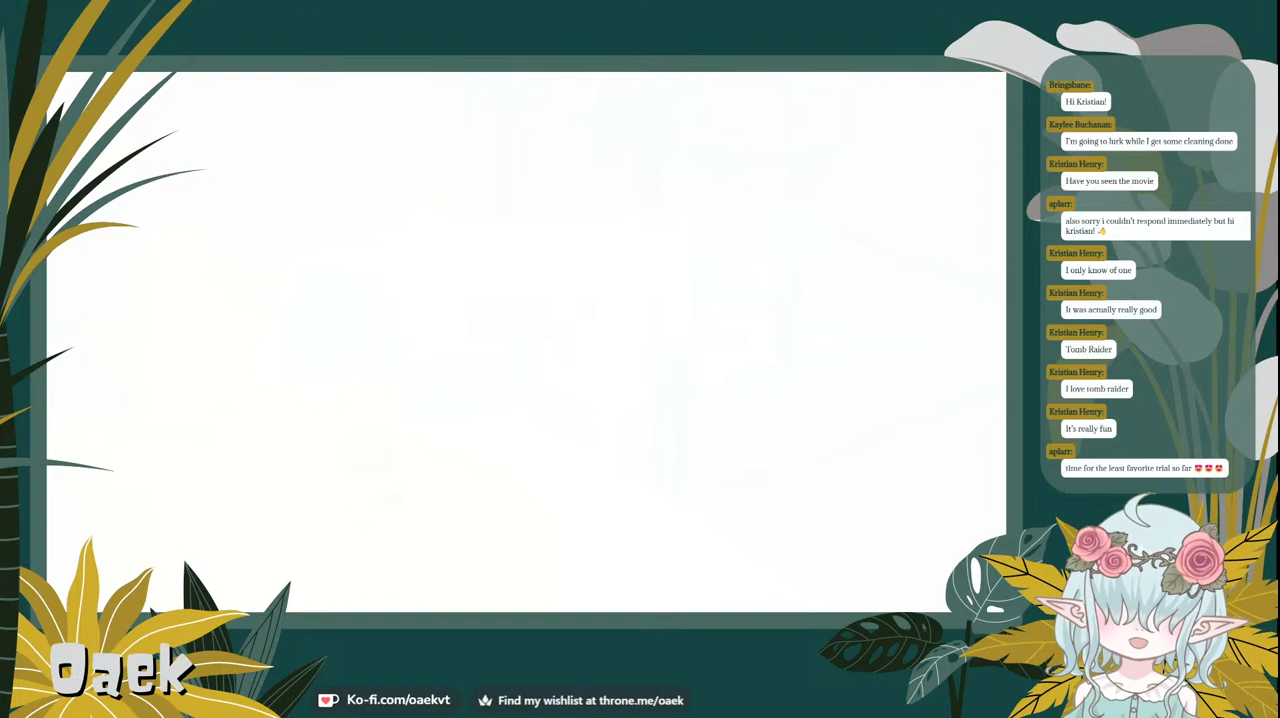 Bringsbane:
Hi Kristian!
Kaylee Buchanan:
I'm going to lurk while I get some cleaning done
Kristian Henry:
Have you seen the movie
aplarr:
also sorry i couldn't respond immediately but hi
kristian! 👋
Kristian Henry:
I only know of one
Kristian Henry:
It was actually really good
Kristian Henry:
Tomb Raider
Kristian Henry:
I love tomb raider
Kristian Henry:
It's really fun
aplarr:
time for the least favorite trial so far 😍 😍 😍
Oaek
Ko-fi.com/oaekvt
Find my wishlist at throne.me/oaek